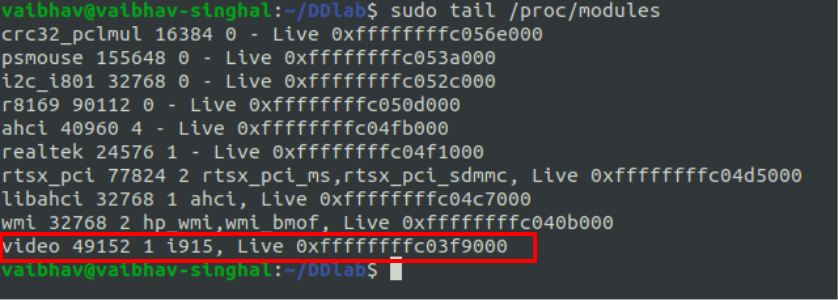 vaibhav@vaibhav-singhal:~/DDlab$ sudo tail /proc/modules
crc32_pclmul 16384 0 - Live 0xffffffffc056e000
psmouse 155648 0 - Live 0xffffffffc053a000
i2c_i801 32768 0 - Live 0xffffffffc052c000
r8169 90112 0 - Live 0xffffffffc050d000
ahci 40960 4 - Live 0xffffffffc04fb000
realtek 24576 1 - Live 0xffffffffc04f1000
rtsx_pci 77824 2 rtsx_pci_ms,rtsx_pci_sdmmc, Live 0xffffffffc04d5000
libahci 32768 1 ahci, Live 0xffffffffc04c7000
wmi 32768 2 hp_wmi,wmi_bmof, Live 0xffffffffc040b000
video 49152 1 i915, Live 0xffffffffc03f9000
vaibhav@vaibhav-singhal:~/DDlab$